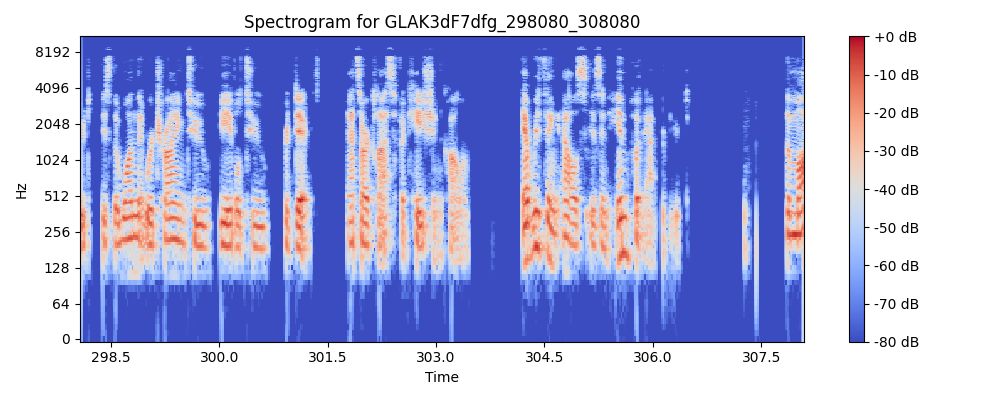 Spectrogram for GLAK3dF7dfg_298080_308080
Hz
8192
4096
2048
1024
512
256
128
64
0
298.5 300.0 301.5 303.0 304.5 306.0 307.5
Time
+0 dB
-10 dB
-20 dB
-30 dB
-40 dB
-50 dB
-60 dB
-70 dB
-80 dB